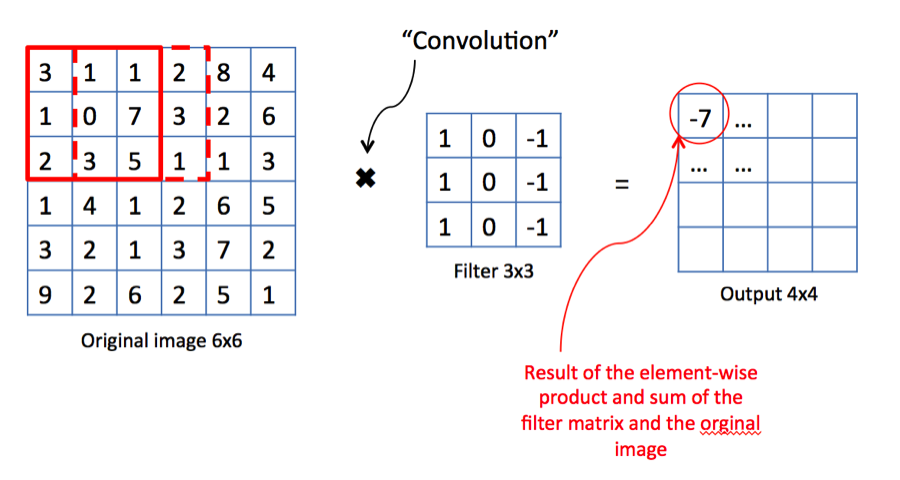 “Convolution”
3 1 1 2 8 4
1 0 7 3 2 6
2 3 5 1 1 3
1 4 1 2 6 5
3 2 1 3 7 2
9 2 6 2 5 1
Original image 6x6
✖
1 0 -1
1 0 -1
1 0 -1
Filter 3x3
=
-7 ...
... ...
Output 4x4
Result of the element-wise
product and sum of the
filter matrix and the orginal
image